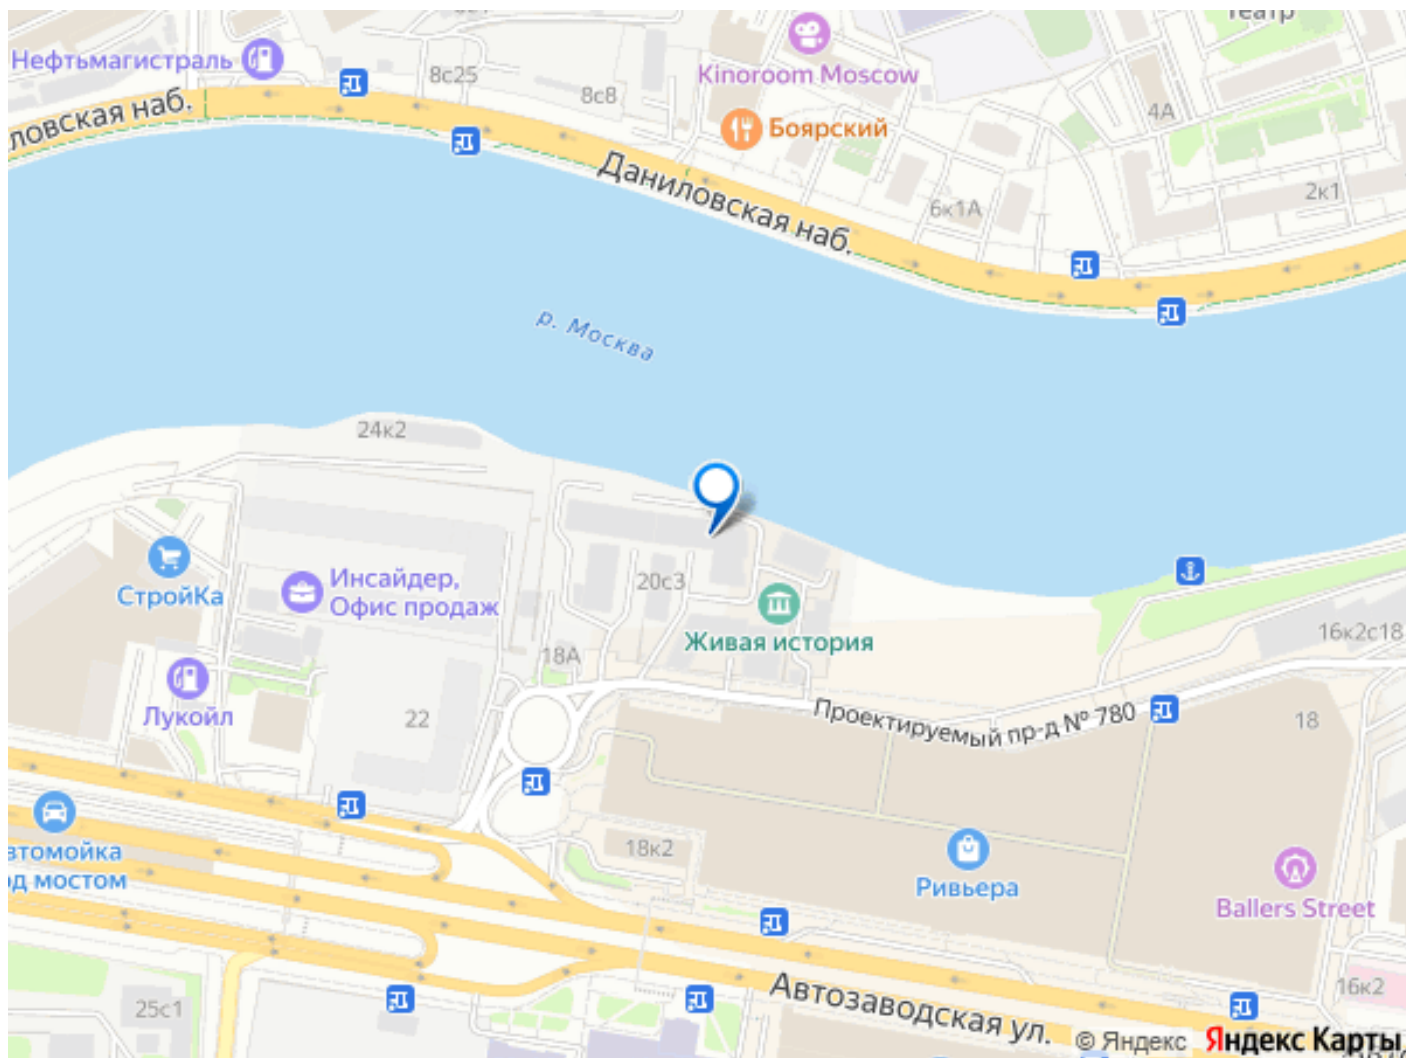 Театр
Нефтьмагистраль
8с25
Kinoroom Moscow
8с8
4А
Боярский
ловская наб.
Даниловская наб.
2к1
6к1А
р. Москва
24к2
СтройКа
Инсайдер,
Офис продаж
20с3
Живая история
16к2с18
18А
Лукойл
22
Проектируемый пр-д № 780
18
втомойка
од мостом
18к2
Ривьера
Ballers Street
25с1
Автозаводская ул.
16к2
© Яндекс Яндекс Карты